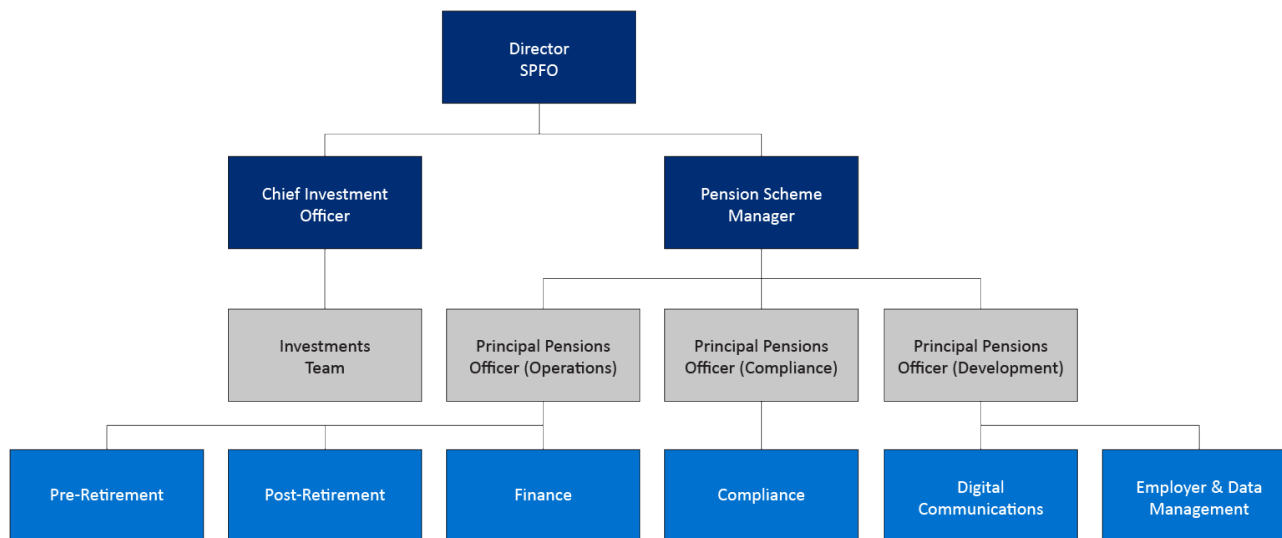 Director
SPFO
Chief Investment
Officer
Pension Scheme
Manager
Investments
Team
Principal Pensions
Officer (Operations)
Principal Pensions
Officer (Compliance)
Principal Pensions
Officer (Development)
Pre-Retirement
Post-Retirement
Finance
Compliance
Digital
Communications
Employer & Data
Management